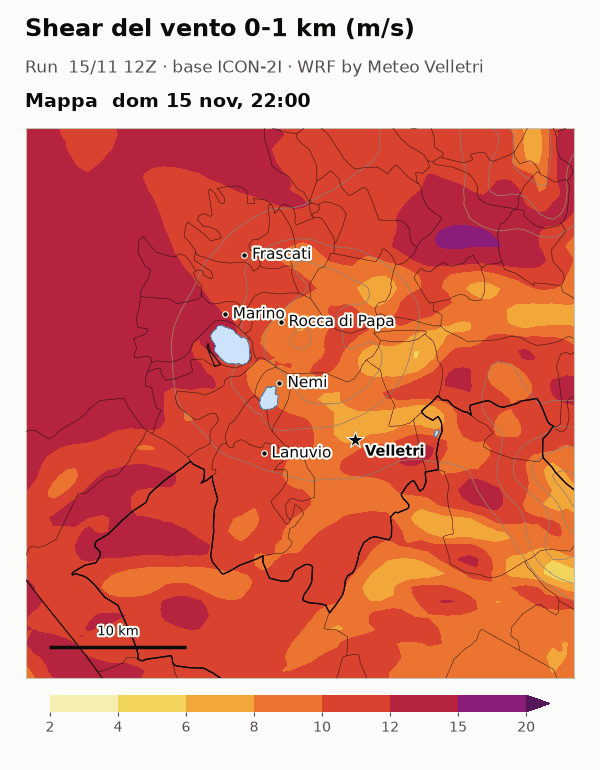 Shear del vento 0-1 km (m/s)
Run  15/11 12Z · base ICON-2I · WRF by Meteo Velletri
Mappa  dom 15 nov, 22:00
Frascati
Marino
Rocca di Papa
Nemi
Velletri
Lanuvio
10 km
2 4 6 8 10 12 15 20